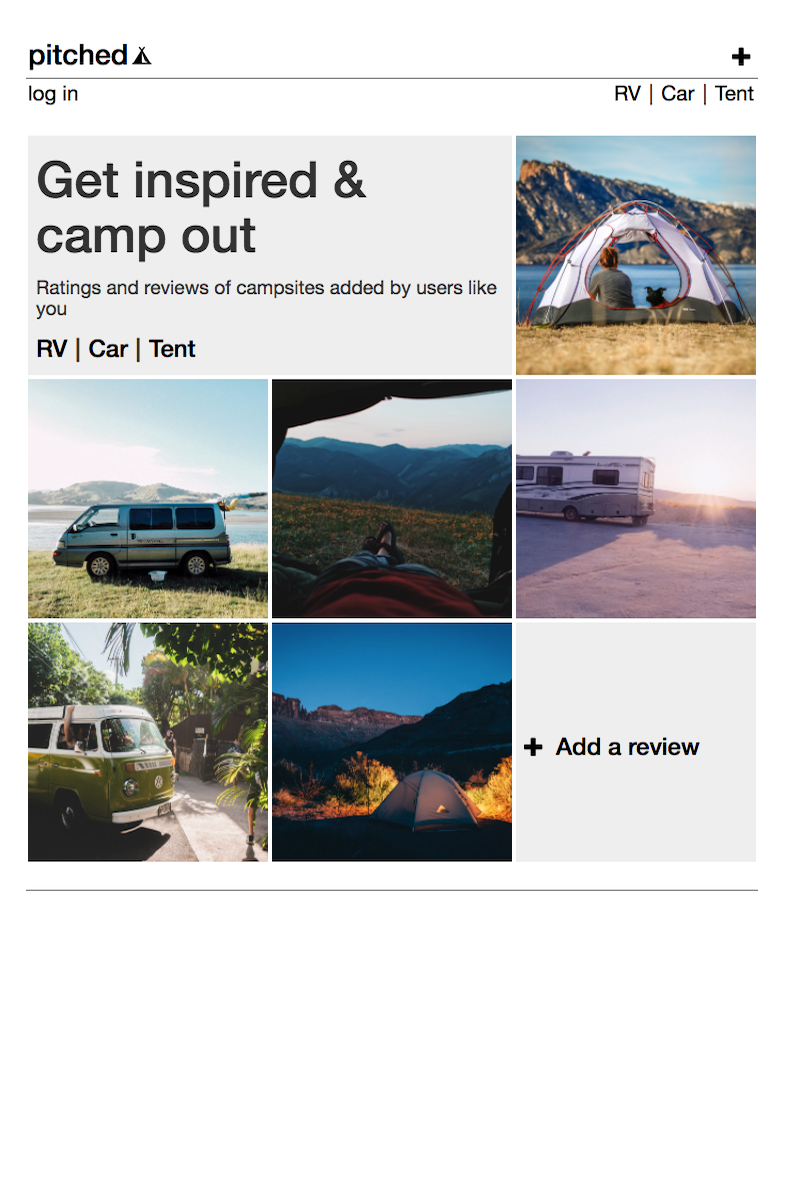 pitched
log in
RV | Car | Tent
Get inspired &
camp out
Ratings and reviews of campsites added by users like
you
RV | Car | Tent
Add a review